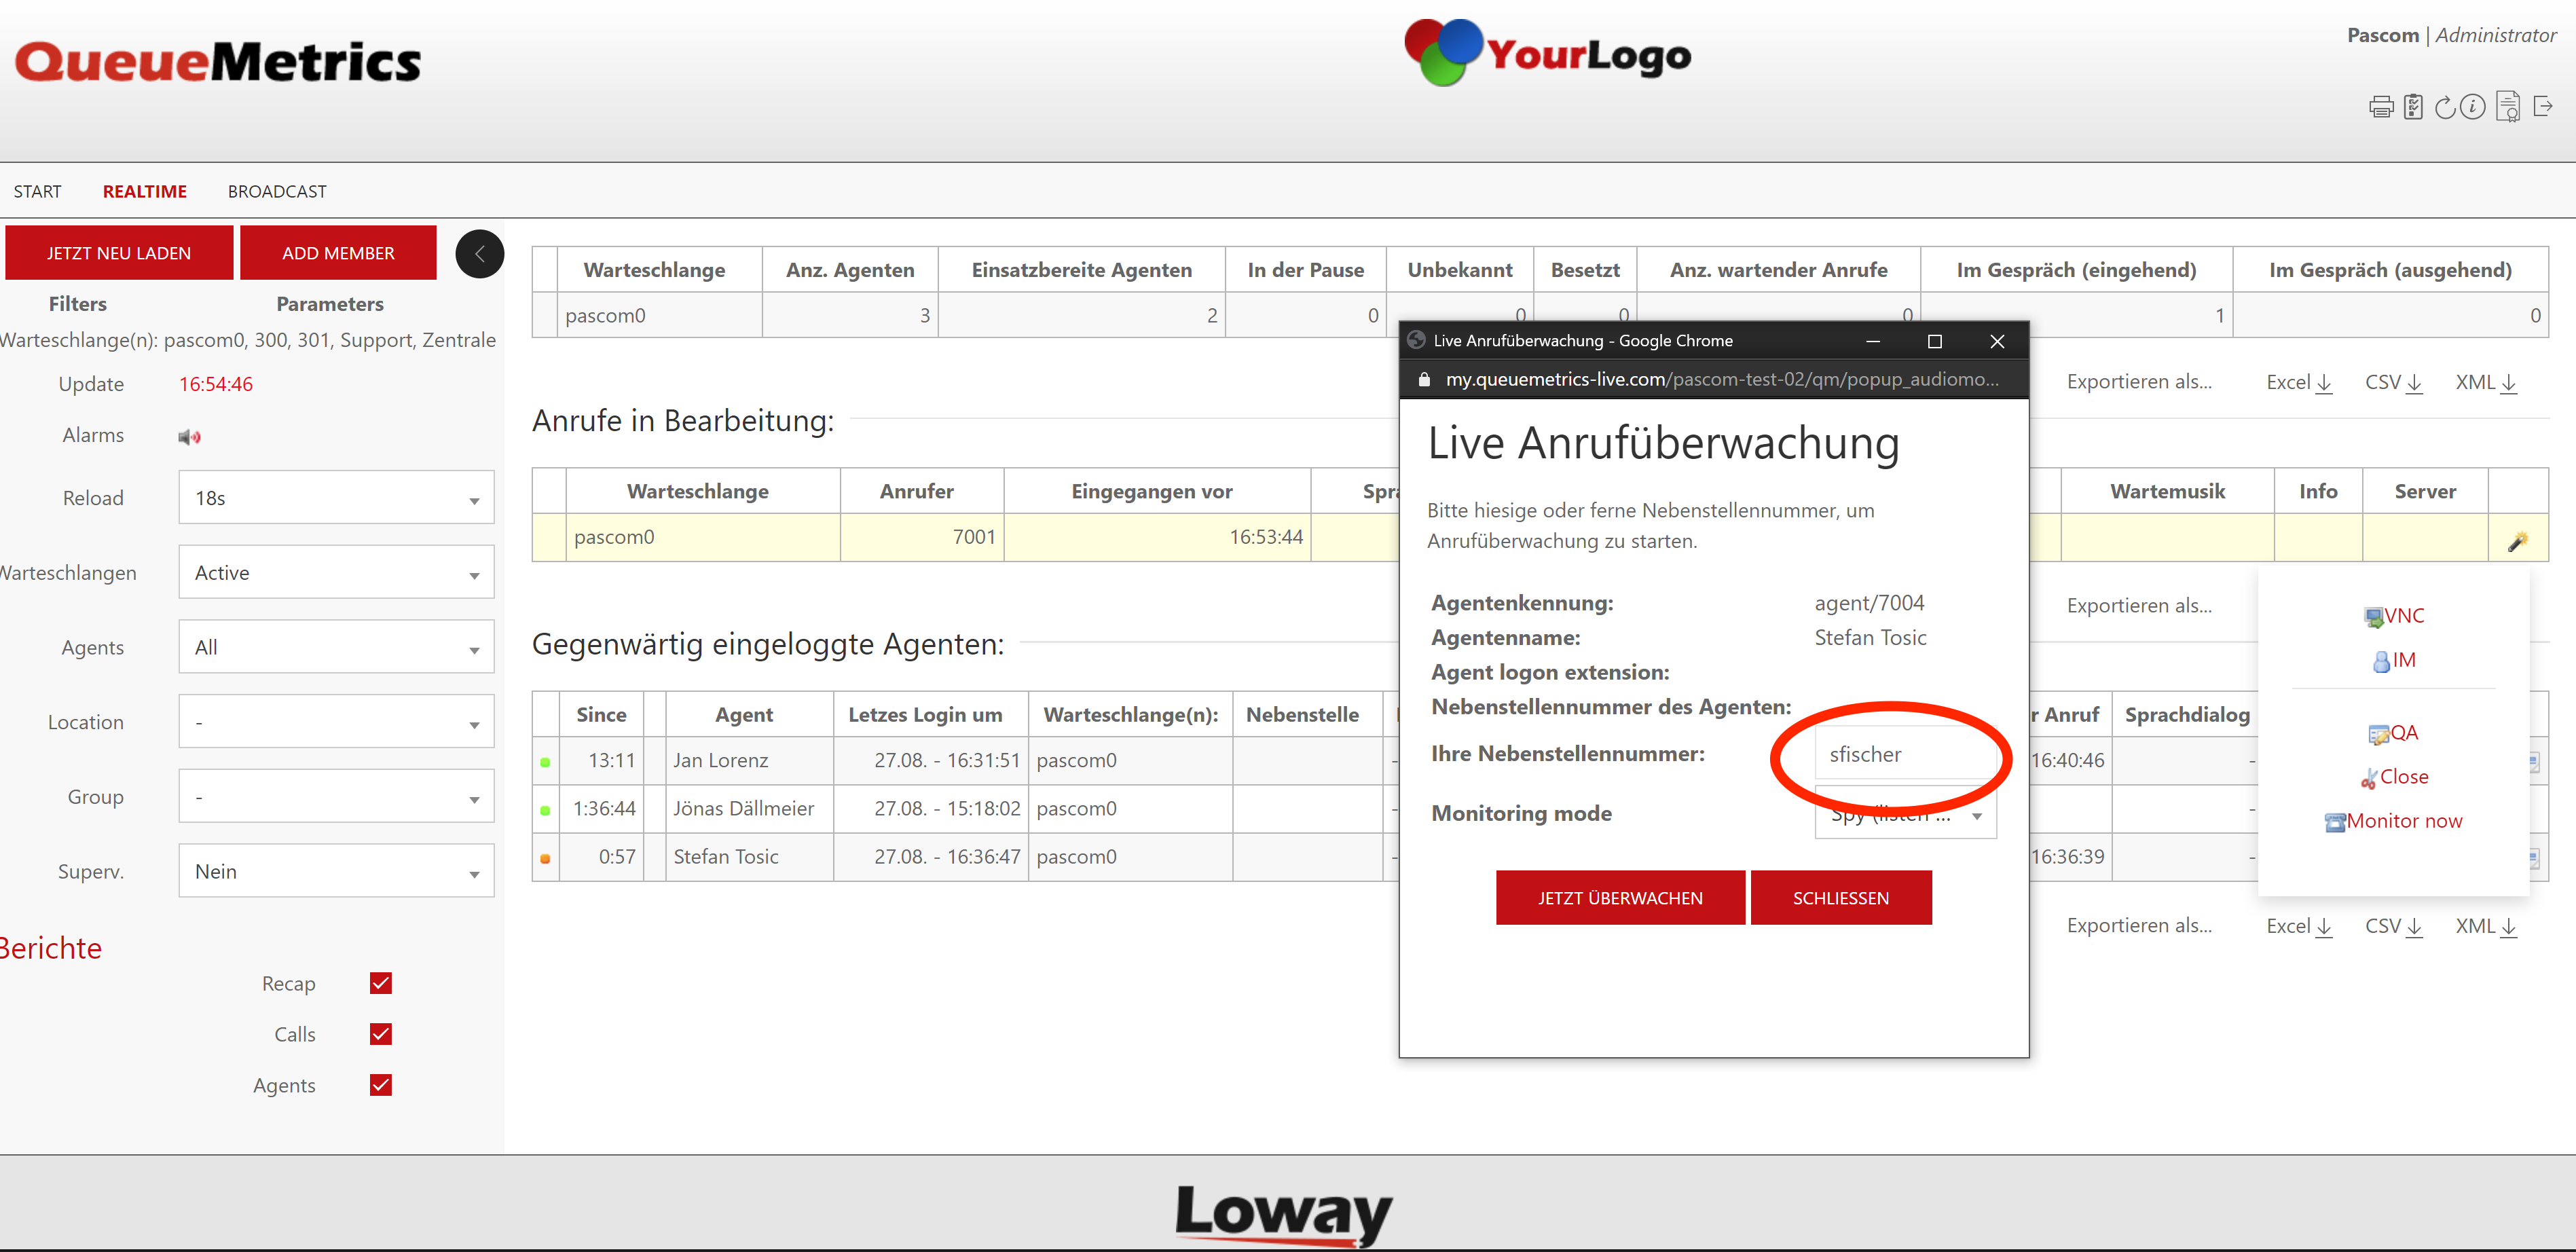 QueueMetrics
YourLogo
Pascom | Administrator
START REALTIME BROADCAST
JETZT NEU LADEN ADD MEMBER
Filters Parameters
Warteschlange(n): pascom0, 300, 301, Support, Zentrale
Update 16:54:46
Alarms
Reload 18s
Warteschlangen Active
Agents All
Location -
Group -
Superv. Nein
Berichte
Recap
Calls
Agents
Warteschlange Anz. Agenten Einsatzbereite Agenten In der Pause Unbekannt Besetzt Anz. wartender Anrufe Im Gespräch (eingehend) Im Gespräch (ausgehend)
pascom0 3 2 0 0 0 0 1 0
Exportieren als... Excel CSV XML
Anrufe in Bearbeitung:
Warteschlange Anrufer Eingegangen vor Spra Wartemusik Info Server
pascom0 7001 16:53:44
Exportieren als...
Gegenwärtig eingeloggte Agenten:
Since Agent Letzes Login um Warteschlange(n): Nebenstelle r Anruf Sprachdialog
13:11 Jan Lorenz 27.08. - 16:31:51 pascom0 - 16:40:46 -
1:36:44 Jönas Dällmeier 27.08. - 15:18:02 pascom0 - -
0:57 Stefan Tosic 27.08. - 16:36:47 pascom0 - 16:36:39 -
Exportieren als... Excel CSV XML
Live Anrufüberwachung - Google Chrome
my.queuemetrics-live.com/pascom-test-02/qm/popup_audiomo...
Live Anrufüberwachung
Bitte hiesige oder ferne Nebenstellennummer, um
Anrufüberwachung zu starten.
Agentenkennung: agent/7004
Agentenname: Stefan Tosic
Agent logon extension:
Nebenstellennummer des Agenten:
Ihre Nebenstellennummer: sfischer
Monitoring mode Spy (listen ...
JETZT ÜBERWACHEN SCHLIESSEN
VNC
IM
QA
Close
Monitor now
Loway